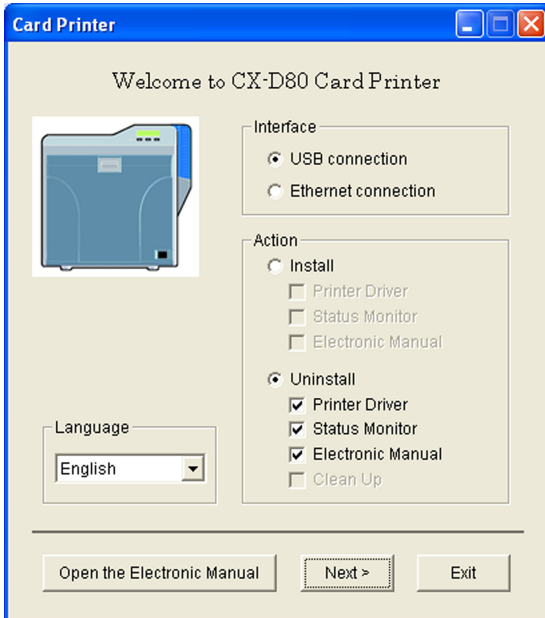 Card Printer
Welcome to CX-D80 Card Printer
Interface
USB connection
Ethernet connection
Action
Install
Printer Driver
Status Monitor
Electronic Manual
Uninstall
Printer Driver
Status Monitor
Electronic Manual
Clean Up
Language
English
Open the Electronic Manual
Next >
Exit